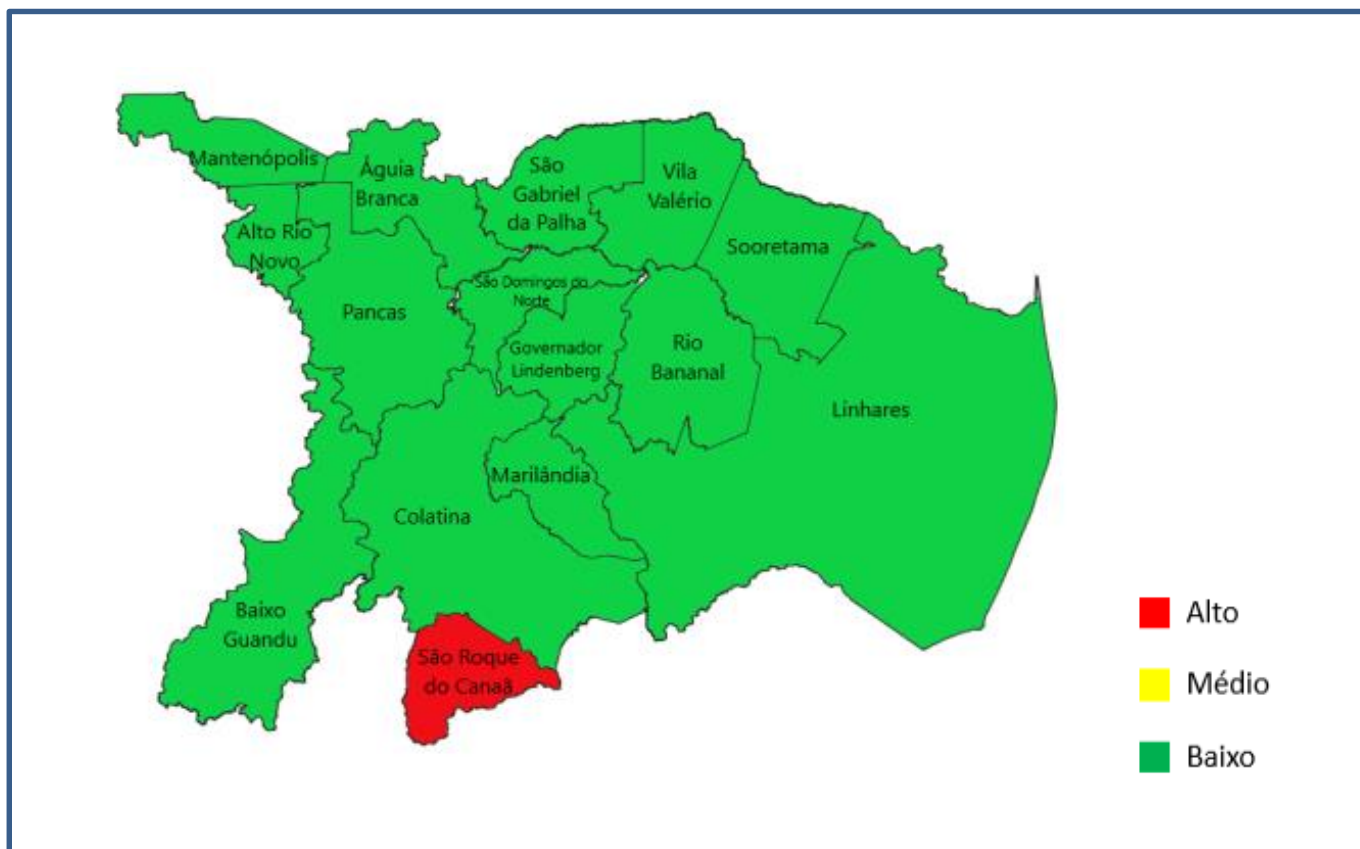 Mantenópolis
Águia
Branca
São
Gabriel
da Palha
Vila
Valério
Alto Rio
Novo
Sooretama
Pancas
São Domingos do
Norte
Governador
Lindenberg
Rio
Bananal
Linhares
Marilândia
Colatina
Baixo
Guandu
São Roque
do Canaã
Alto
Médio
Baixo